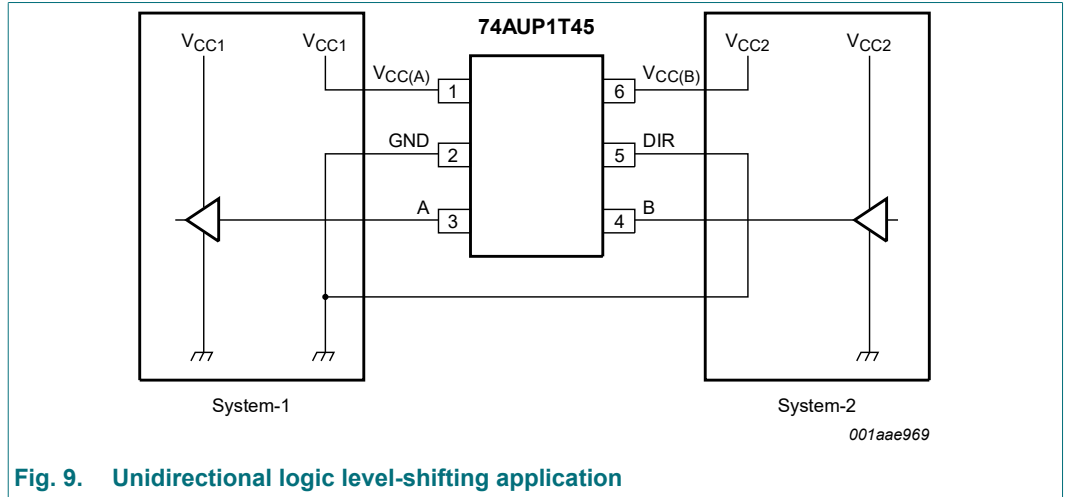 74AUP1T45
VCC1 VCC1 VCC2 VCC2
VCC(A) 1 6 VCC(B)
GND 2 5 DIR
A 3 4 B
System-1 System-2
001aae969
Fig. 9. Unidirectional logic level-shifting application